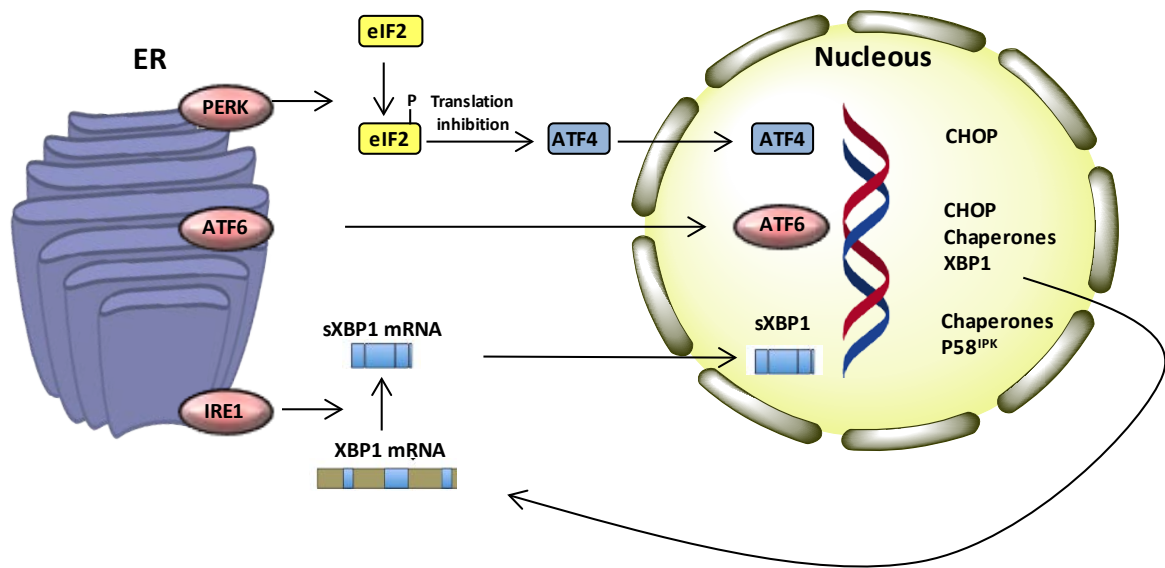 eIF2
ER
Nucleous
PERK
P
Translation
inhibition
eIF2
ATF4
ATF4
CHOP
ATF6
ATF6
CHOP
Chaperones
XBP1
sXBP1 mRNA
sXBP1
Chaperones
P58IPK
IRE1
XBP1 mRNA